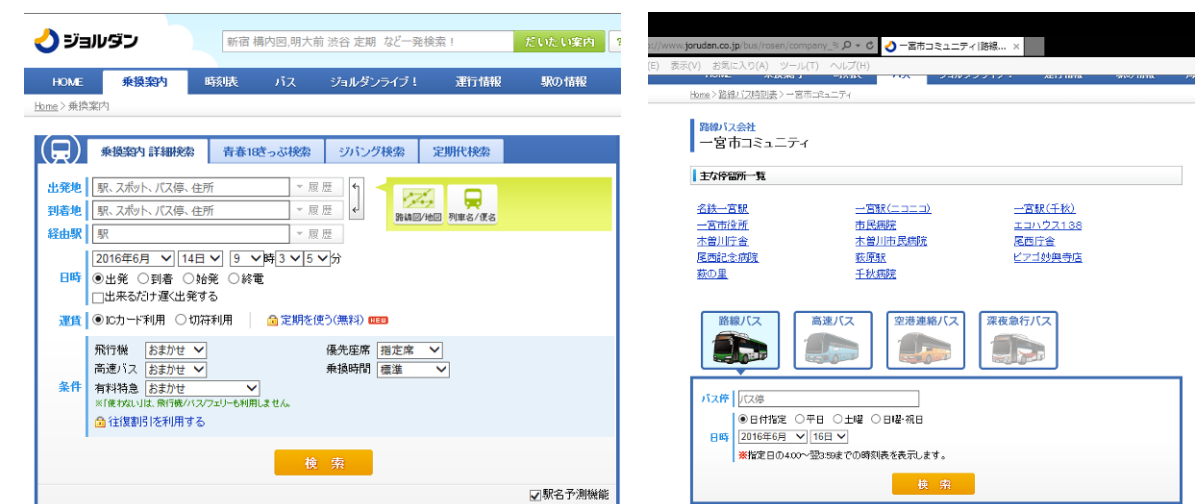 ジョルダン
新宿 構内図,明大前 渋谷 定期 など一発検索!
だいたい案内
?
HOME 乗換案内 時刻表 バス ジョルダンライブ! 運行情報 駅の情報
Home > 乗換案内
乗換案内 詳細検索 青春18きっぷ検索 ジパング検索 定期代検索
出発地 駅、スポット、バス停、住所 履歴
到着地 駅、スポット、バス停、住所 履歴
路線図/地図 列車名/便名
経由駅 駅 履歴
2016年6月 14日 9 時 3 5 分
日時 出発 到着 始発 終電
出来るだけ遅く出発する
運賃 ICカード利用 切符利用 定期を使う(無料) NEW
飛行機 おまかせ 優先座席 指定席
高速バス おまかせ 乗換時間 標準
条件 有料特急 おまかせ
※「使わない」は、飛行機/バス/フェリーも利用しません。
往復割引を利用する
検 索
駅名予測機能
www.jorudan.co.jp/bus/rosen/company_
一宮市コミュニティ|路線... ×
(E) 表示(V) お気に入り(A) ツール(T) ヘルプ(H)
Home > 路線バス時刻表 > 一宮市コミュニティ
路線バス会社
一宮市コミュニティ
主な停留所一覧
名鉄一宮駅 一宮駅(ニコニコ) 一宮駅(千秋)
一宮市役所 市民病院 エコハウス138
木曽川庁舎 木曽川市民病院 尾西庁舎
尾西記念病院 萩原駅 ピアゴ妙興寺店
萩の里 千秋病院
路線バス 高速バス 空港連絡バス 深夜急行バス
バス停 バス停
日付指定 平日 土曜 日曜・祝日
日時 2016年6月 16日
※指定日の4:00~翌3:59までの時刻表を表示します。
検 索